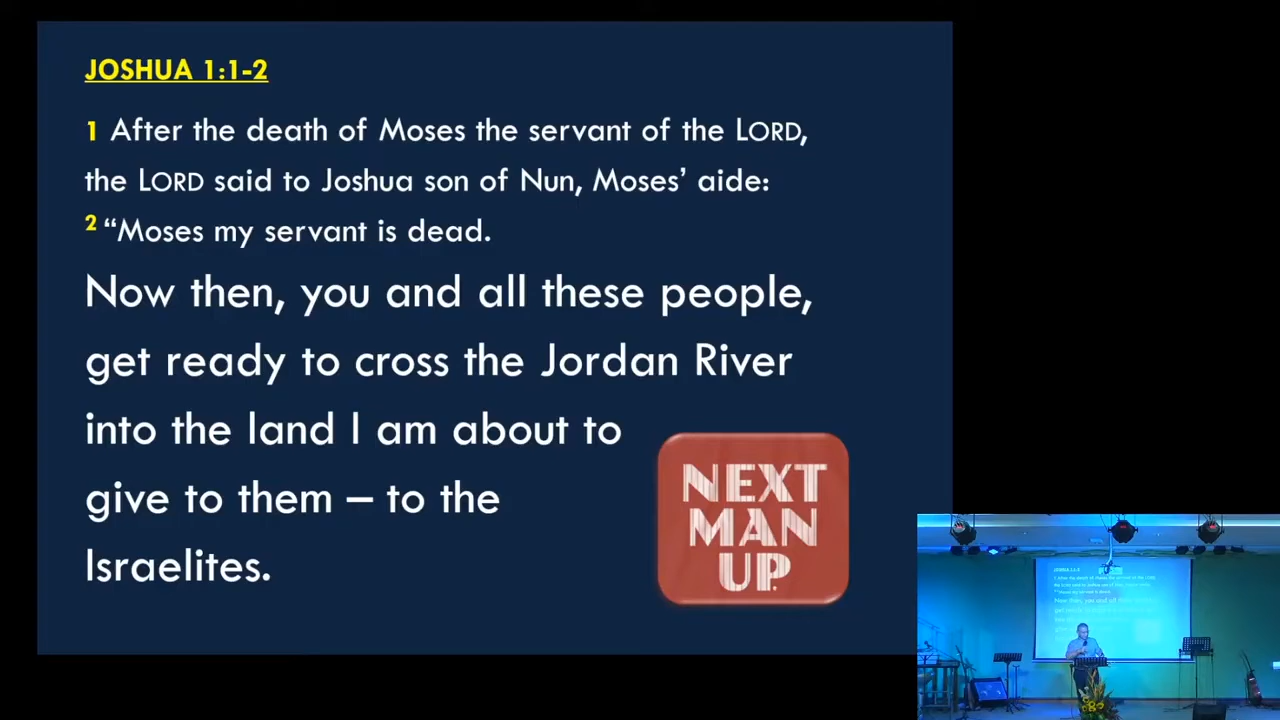 JOSHUA 1:1-2
1 After the death of Moses the servant of the LORD,
the LORD said to Joshua son of Nun, Moses’ aide:
2 “Moses my servant is dead.
Now then, you and all these people,
get ready to cross the Jordan River
into the land I am about to
give to them – to the
Israelites.
NEXT
MAN
UP.